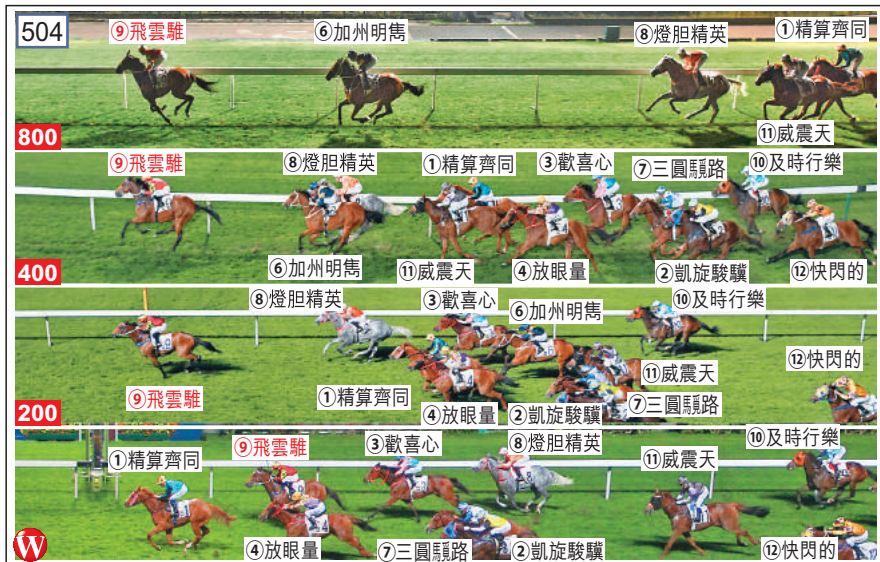 504
⑨飛雲騅
⑥加州明雋
⑧燈胆精英
①精算齊同
⑪威震天
800
⑨飛雲騅
⑧燈胆精英
①精算齊同
③歡喜心
⑦三圓駿路
⑩及時行樂
⑥加州明雋
⑪威震天
④放眼量
②凱旋駿驥
⑫快閃的
400
⑧燈胆精英
③歡喜心
⑥加州明雋
⑩及時行樂
⑫快閃的
⑨飛雲騅
①精算齊同
④放眼量
②凱旋駿驥
⑦三圓駿路
⑪威震天
200
①精算齊同
⑨飛雲騅
③歡喜心
⑧燈胆精英
⑪威震天
⑩及時行樂
④放眼量
⑦三圓駿路
②凱旋駿驥
⑫快閃的
W